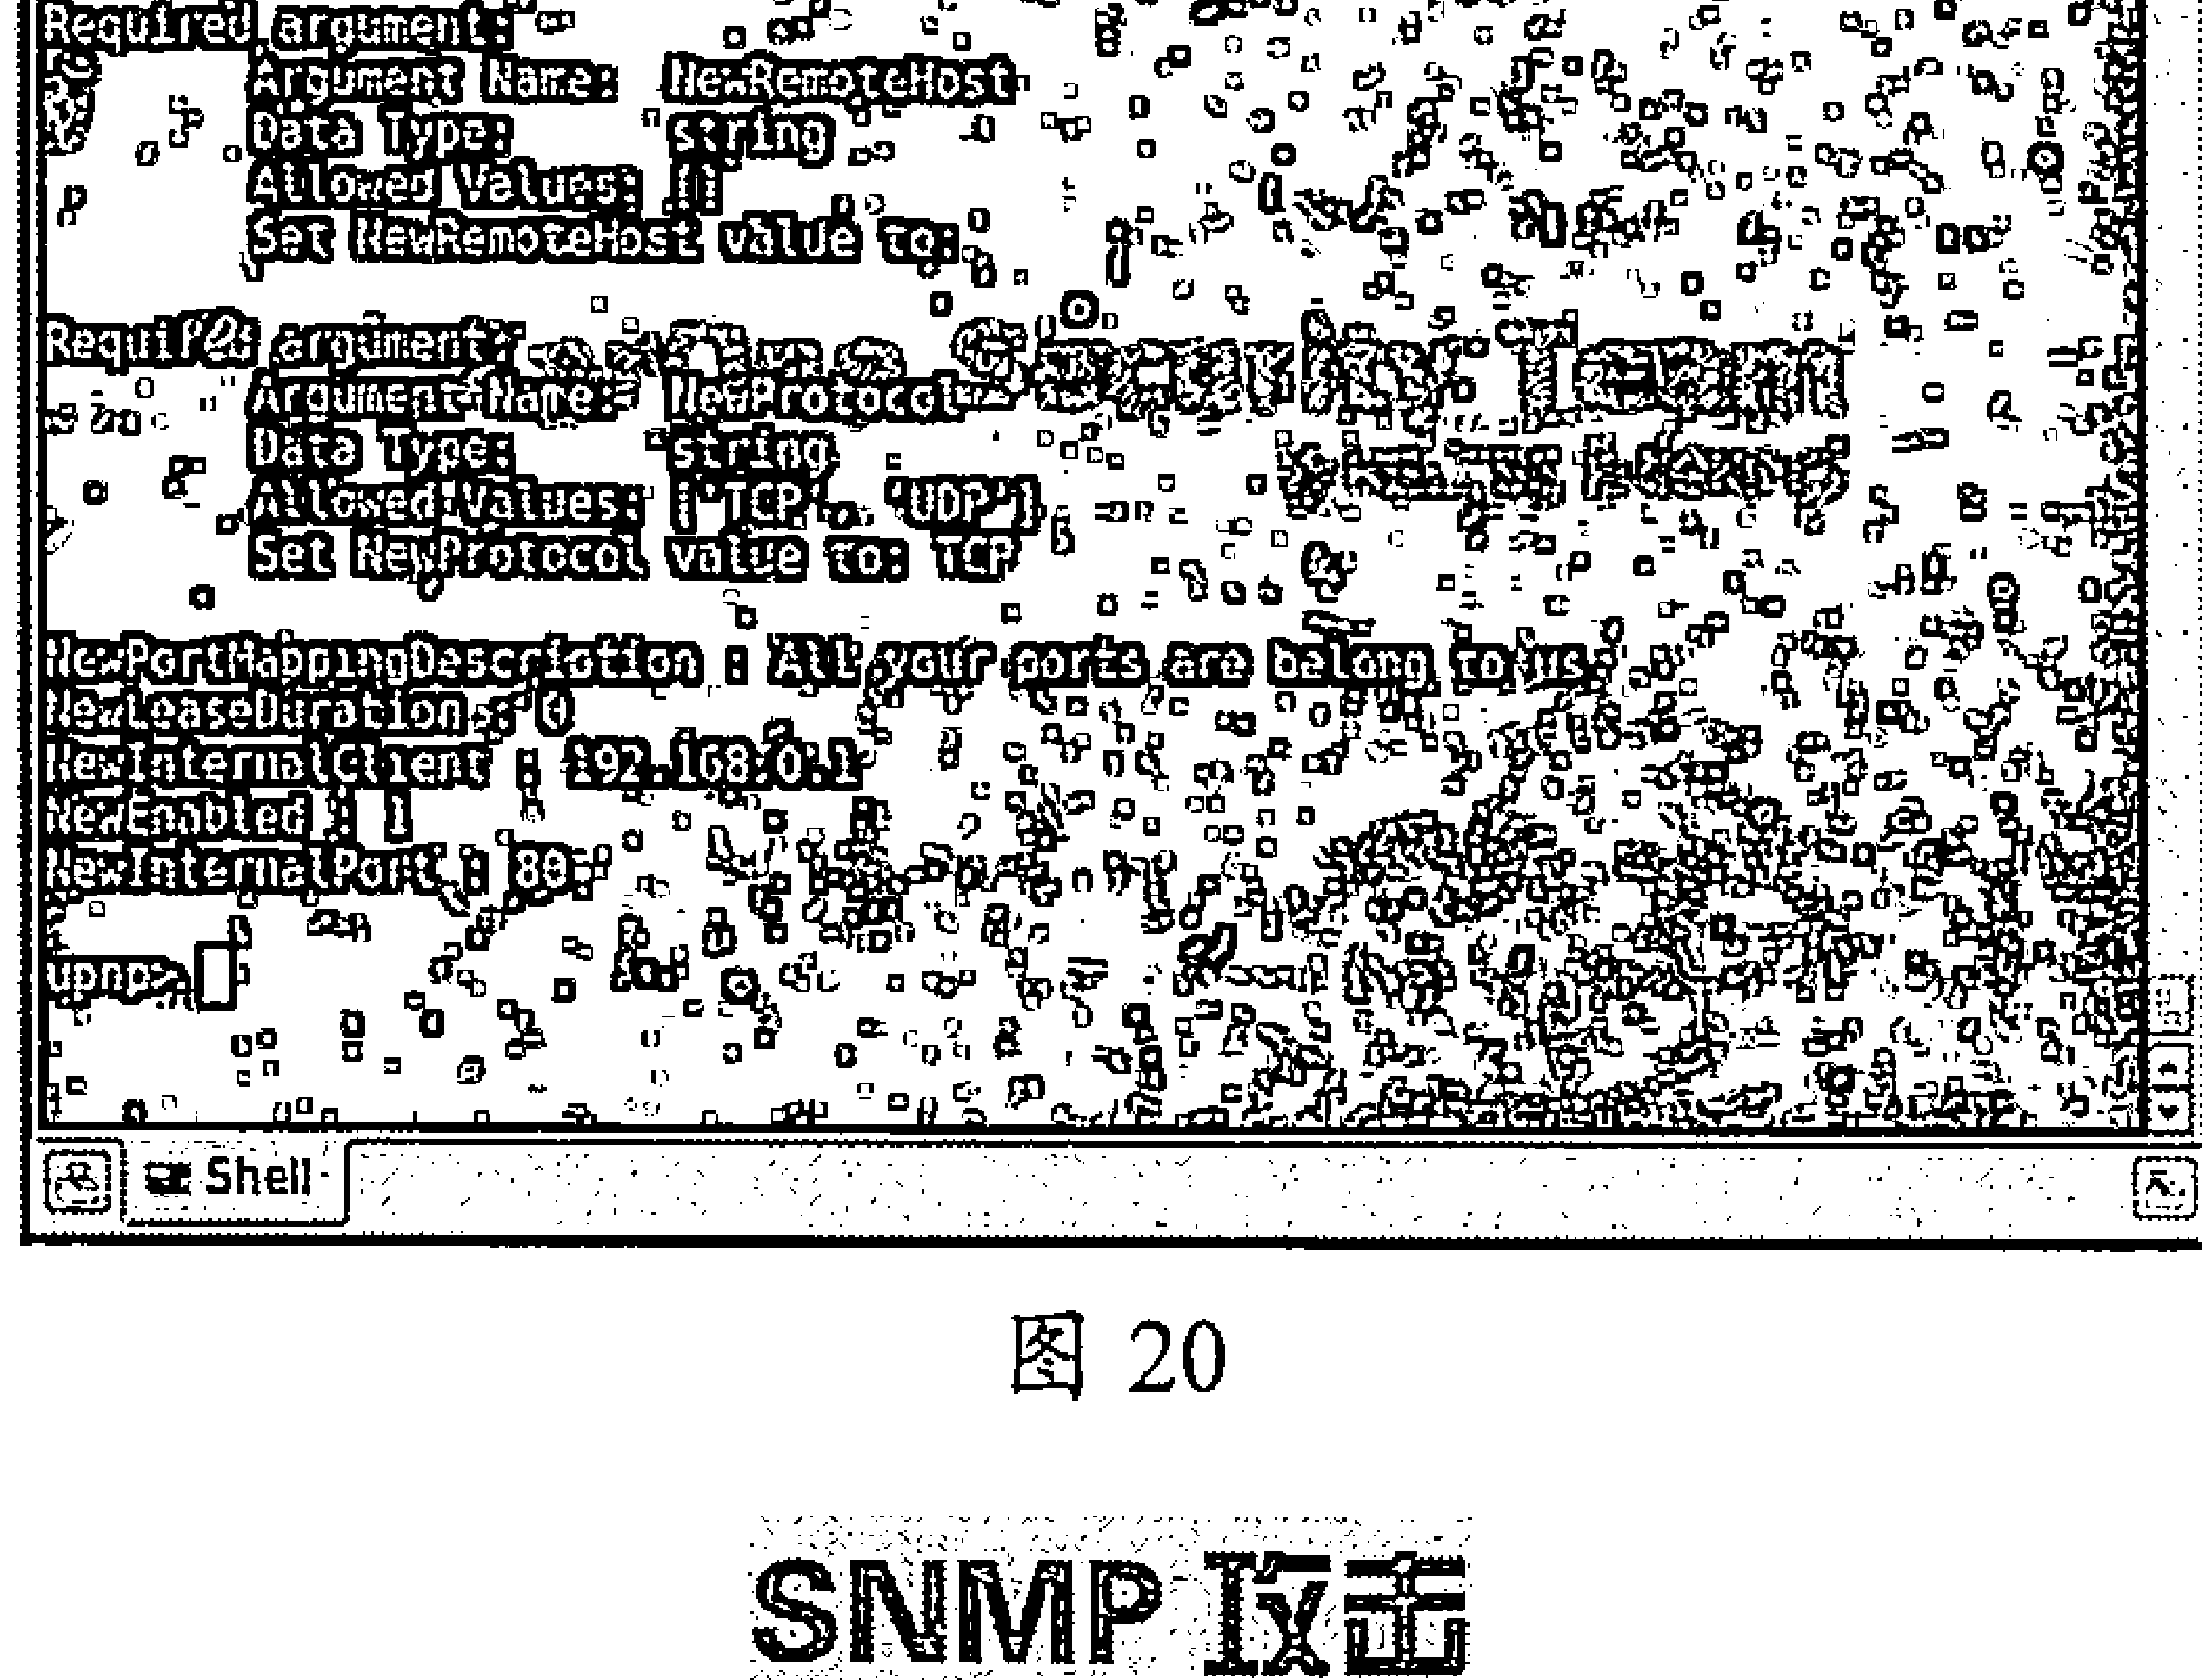 Required argument:
Argument Name: NewRemoteHost
Data Type: string
Allowed Values: []
Set NewRemoteHost value to:
Required argument:
Argument Name: NewProtocol
Data Type: string
Allowed Values: ['TCP', 'UDP']
Set NewProtocol value to: TCP
NewPortMappingDescription : All your ports are belong to us
NewLeaseDuration : 0
NewInternalClient : 192.168.0.1
NewEnabled : 1
NewInternalPort : 80
upnp>
Shell
图 20
SNMP 攻击